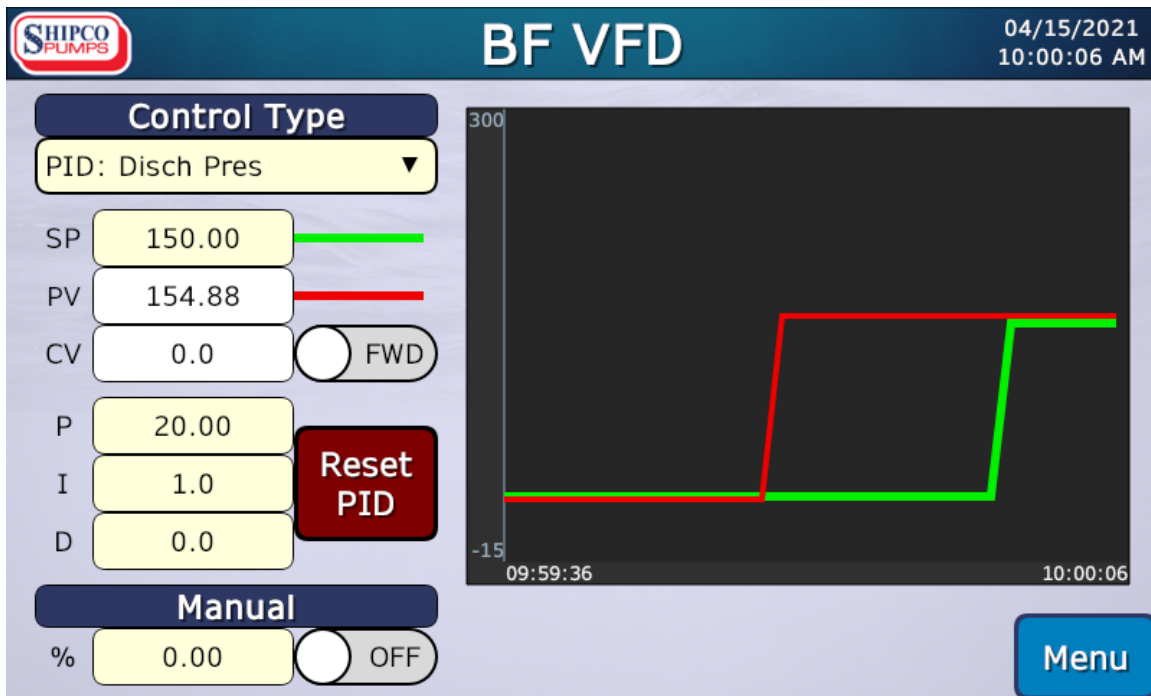 SHIPCO
PUMPS
BF VFD
04/15/2021
10:00:06 AM
Control Type
PID: Disch Pres ▼
SP 150.00
PV 154.88
CV 0.0 FWD
P 20.00
I 1.0
D 0.0
Reset
PID
Manual
% 0.00 OFF
300
-15
09:59:36 10:00:06
Menu